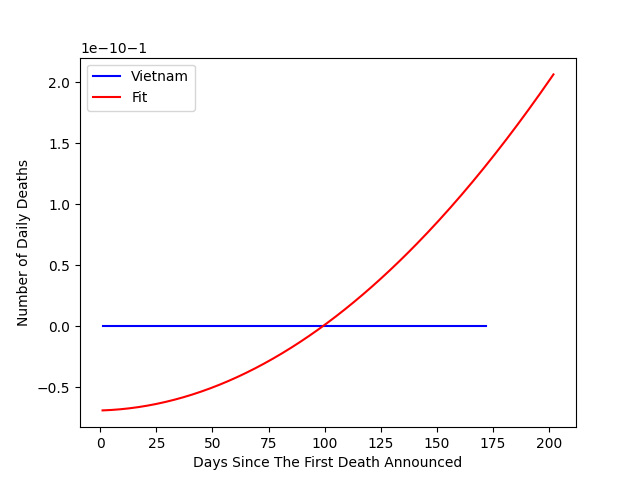 1e−10−1
Vietnam
Fit
2.0
1.5
1.0
0.5
0.0
−0.5
Number of Daily Deaths
0 25 50 75 100 125 150 175 200
Days Since The First Death Announced